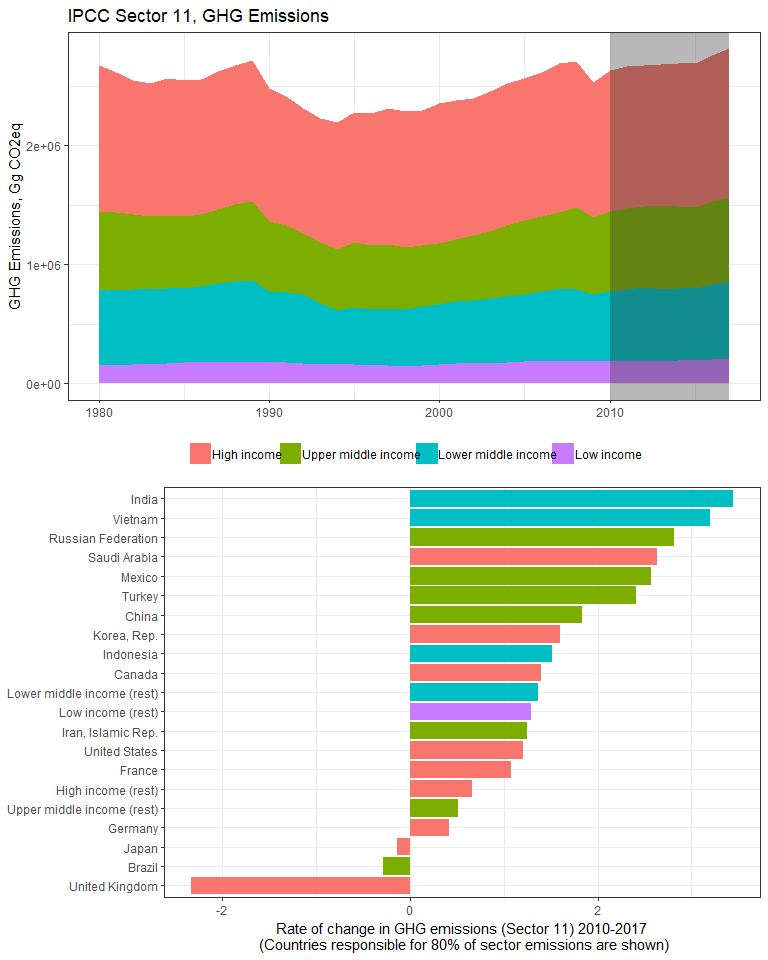 IPCC Sector 11, GHG Emissions
GHG Emissions, Gg CO2eq
2e+06
1e+06
0e+00
1980 1990 2000 2010
High income Upper middle income Lower middle income Low income
India
Vietnam
Russian Federation
Saudi Arabia
Mexico
Turkey
China
Korea, Rep.
Indonesia
Canada
Lower middle income (rest)
Low income (rest)
Iran, Islamic Rep.
United States
France
High income (rest)
Upper middle income (rest)
Germany
Japan
Brazil
United Kingdom
-2 0 2
Rate of change in GHG emissions (Sector 11) 2010-2017
(Countries responsible for 80% of sector emissions are shown)